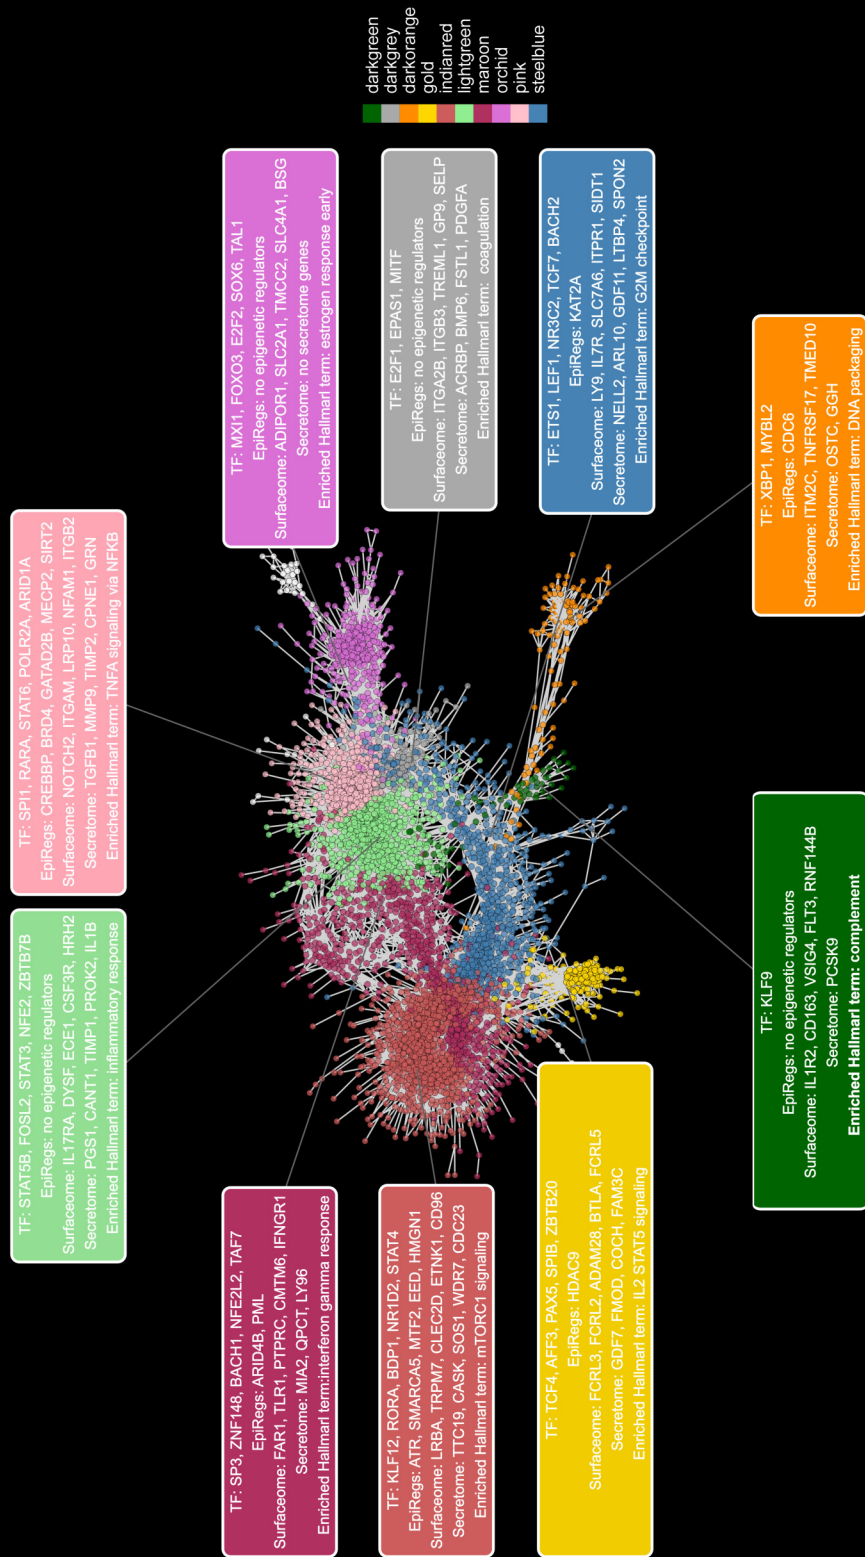 TF: STAT5B, FOSL2, STAT3, NFE2, ZBTB7B
EpiRegs: no epigenetic regulators
Surfaceome: IL17RA, DYSF, ECE1, CSF3R, HRH2
Secretome: PGS1, CANT1, TIMP1, PROK2, IL1B
Enriched Hallmarl term: inflammatory response
TF: SPI1, RARA, STAT6, POLR2A, ARID1A
EpiRegs: CREBBP, BRD4, GATAD2B, MECP2, SIRT2
Surfaceome: NOTCH2, ITGAM, LRP10, NFAM1, ITGB2
Secretome: TGFB1, MMP9, TIMP2, CPNE1, GRN
Enriched Hallmarl term: TNFA signaling via NFKB
TF: SP3, ZNF148, BACH1, NFE2L2, TAF7
EpiRegs: ARID4B, PML
Surfaceome: FAR1, TLR1, PTPRC, CMTM6, IFNGR1
Secretome: MIA2, QPCT, LY96
Enriched Hallmarl term:interferon gamma response
TF: MXI1, FOXO3, E2F2, SOX6, TAL1
EpiRegs: no epigenetic regulators
Surfaceome: ADIPOR1, SLC2A1, TMCC2, SLC4A1, BSG
Secretome: no secretome genes
Enriched Hallmarl term: estrogen response early
TF: KLF12, RORA, BDP1, NR1D2, STAT4
EpiRegs: ATR, SMARCA5, MTF2, EED, HMGN1
Surfaceome: LRBA, TRPM7, CLEC2D, ETNK1, CD96
Secretome: TTC19, CASK, SOS1, WDR7, CDC23
Enriched Hallmarl term: mTORC1 signaling
TF: E2F1, EPAS1, MITF
EpiRegs: no epigenetic regulators
Surfaceome: ITGA2B, ITGB3, TREML1, GP9, SELP
Secretome: ACRBP, BMP6, FSTL1, PDGFA
Enriched Hallmarl term: coagulation
TF: TCF4, AFF3, PAX5, SPIB, ZBTB20
EpiRegs: HDAC9
Surfaceome: FCRL3, FCRL2, ADAM28, BTLA, FCRL5
Secretome: GDF7, FMOD, COCH, FAM3C
Enriched Hallmarl term: IL2 STAT5 signaling
TF: ETS1, LEF1, NR3C2, TCF7, BACH2
EpiRegs: KAT2A
Surfaceome: LY9, IL7R, SLC7A6, ITPR1, SIDT1
Secretome: NELL2, ARL10, GDF11, LTBP4, SPON2
Enriched Hallmarl term: G2M checkpoint
TF: KLF9
EpiRegs: no epigenetic regulators
Surfaceome: IL1R2, CD163, VSIG4, FLT3, RNF144B
Secretome: PCSK9
Enriched Hallmarl term: complement
TF: XBP1, MYBL2
EpiRegs: CDC6
Surfaceome: ITM2C, TNFRSF17, TMED10
Secretome: OSTC, GGH
Enriched Hallmarl term: DNA packaging
darkgreen
darkgrey
darkorange
gold
indianred
lightgreen
maroon
orchid
pink
steelblue